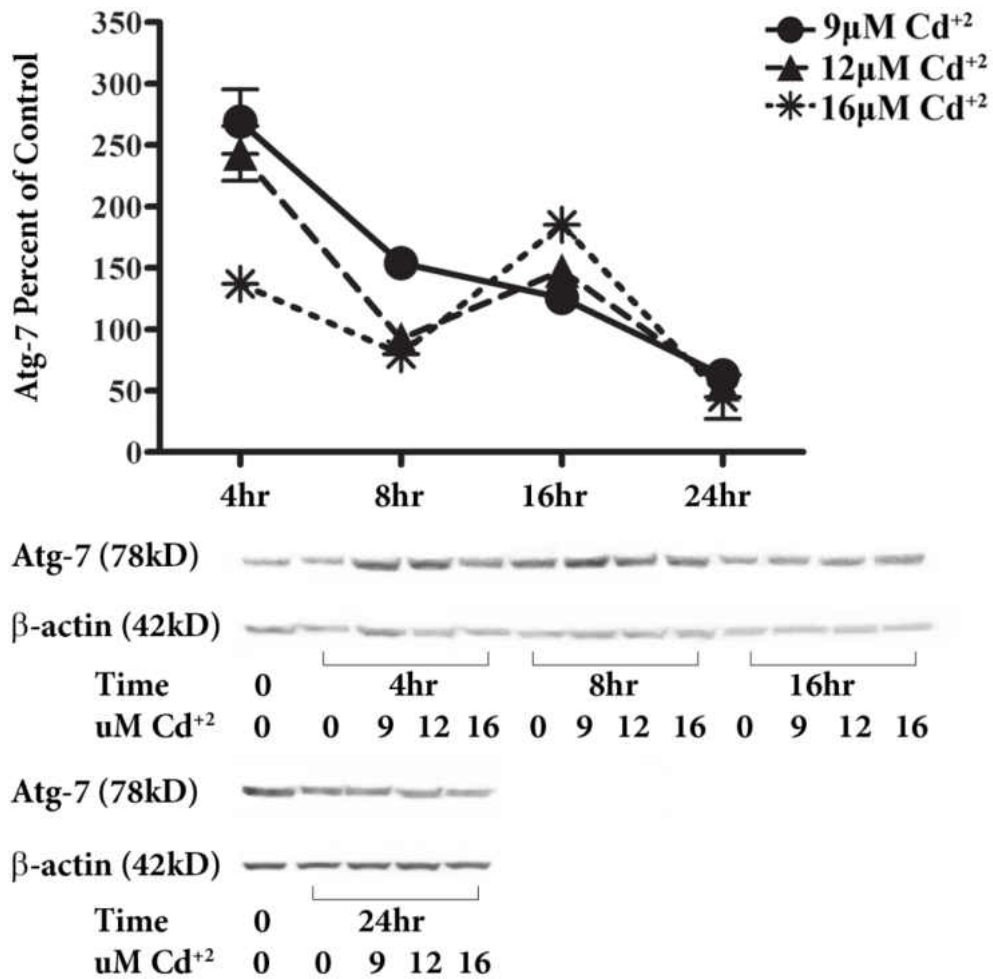 350
300
250
200
150
100
50
0
Atg-7 Percent of Control
9μM Cd⁺²
12μM Cd⁺²
16μM Cd⁺²
4hr 8hr 16hr 24hr
Atg-7 (78kD)
β-actin (42kD)
Time 0 4hr 8hr 16hr
uM Cd⁺² 0 0 9 12 16 0 9 12 16 0 9 12 16
Atg-7 (78kD)
β-actin (42kD)
Time 0 24hr
uM Cd⁺² 0 0 9 12 16